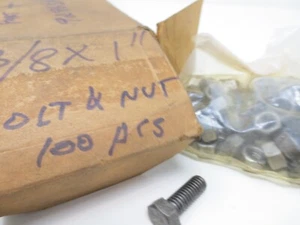 3/8 X 1"
OLT & NUT
100 PCS